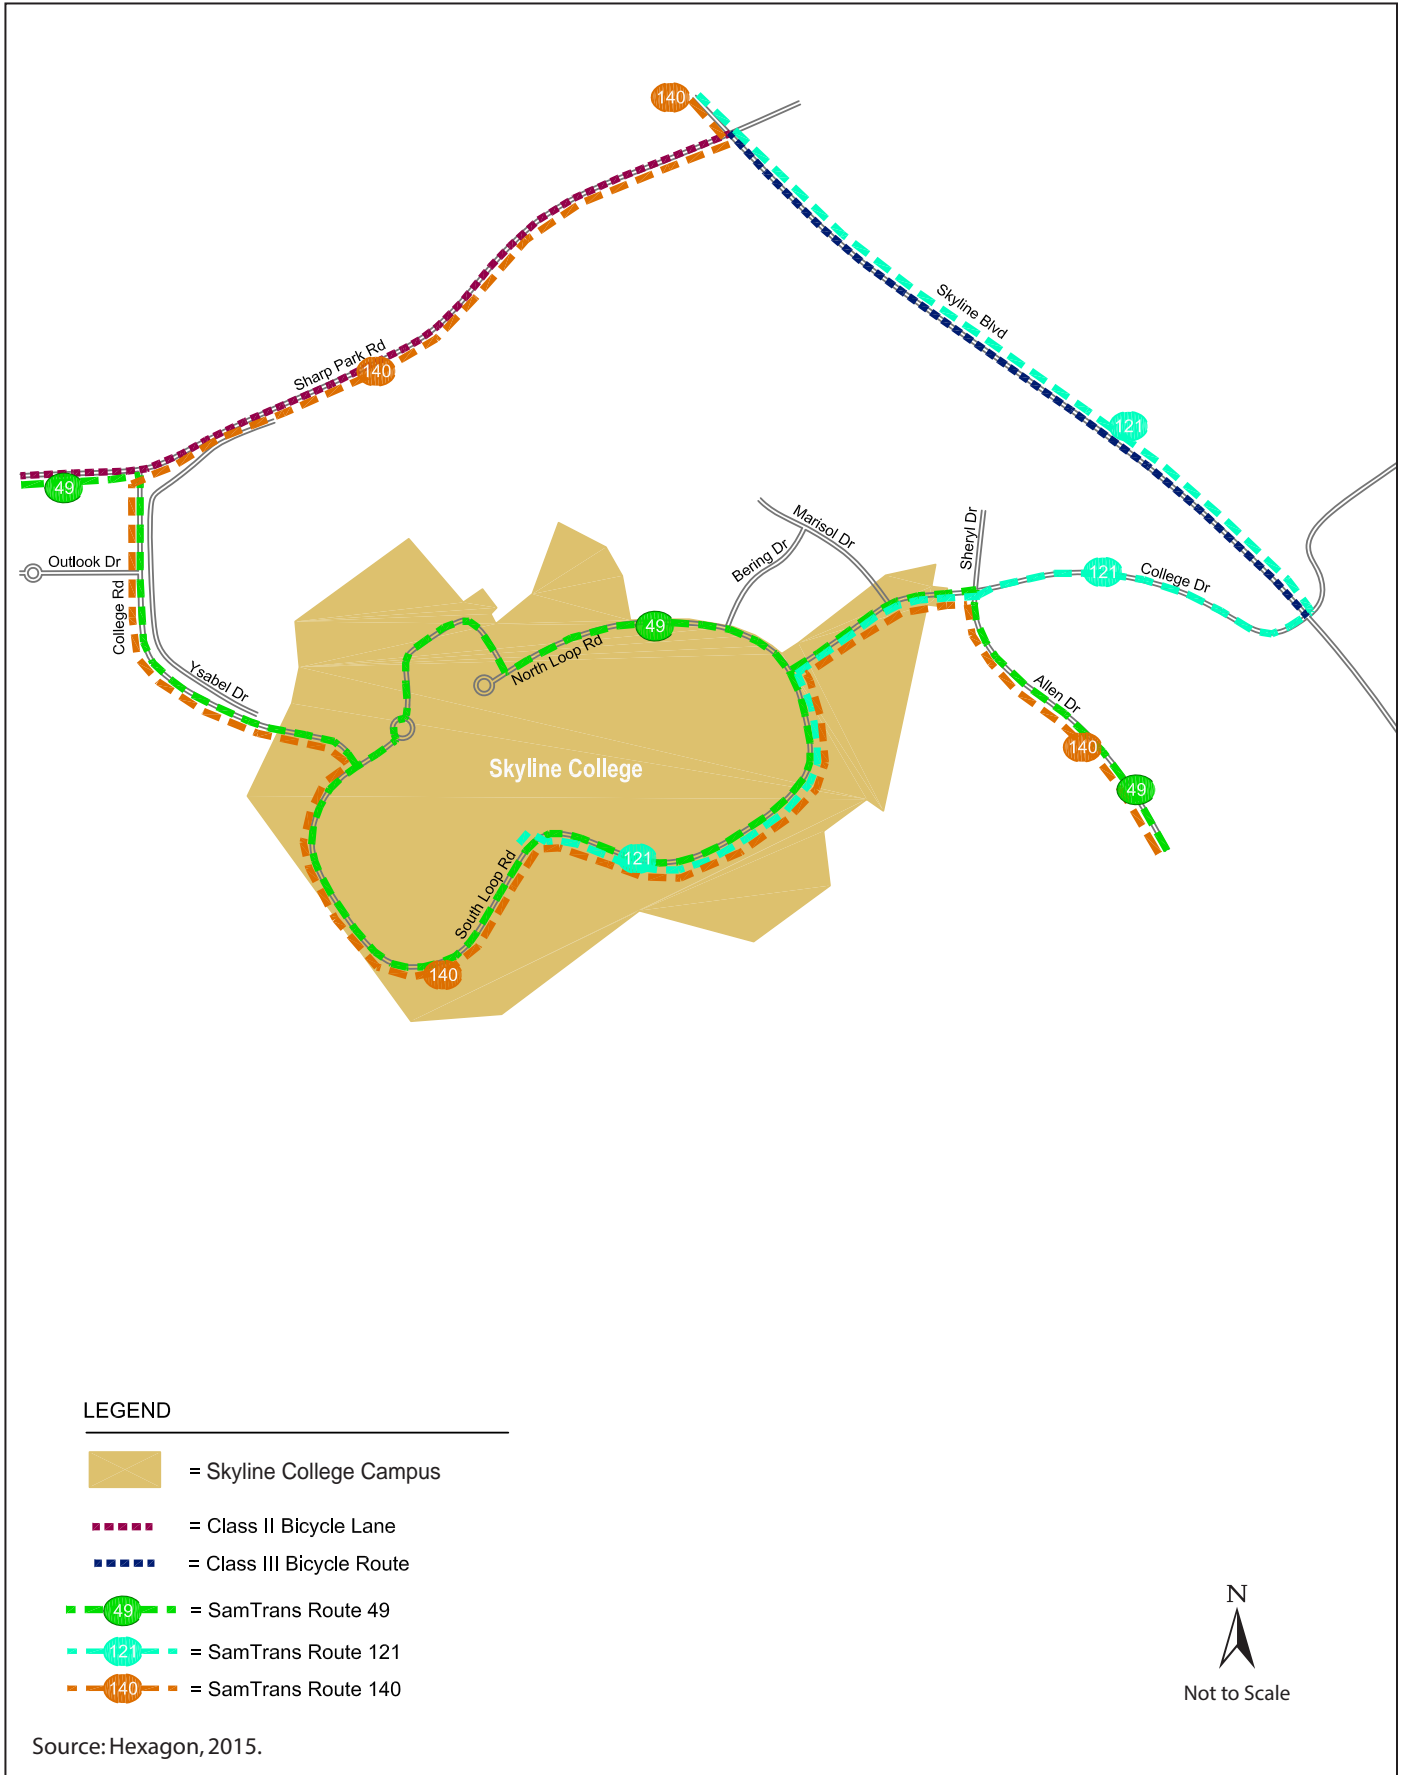 140
Skyline Blvd
Sharp Park Rd
140
121
49
Marisol Dr
Sheryl Dr
Bering Dr
Outlook Dr
121
College Dr
College Rd
49
North Loop Rd
Ysabel Dr
Allen Dr
140
Skyline College
49
121
South Loop Rd
140
LEGEND
= Skyline College Campus
= Class II Bicycle Lane
= Class III Bicycle Route
49 = SamTrans Route 49
121 = SamTrans Route 121
140 = SamTrans Route 140
N
Not to Scale
Source: Hexagon, 2015.